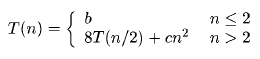 T(n) = { b n ≤ 2
8T(n/2) + cn² n > 2